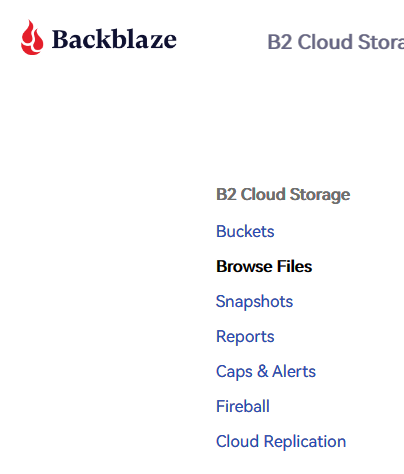 Backblaze
B2 Cloud Stora
B2 Cloud Storage
Buckets
Browse Files
Snapshots
Reports
Caps & Alerts
Fireball
Cloud Replication